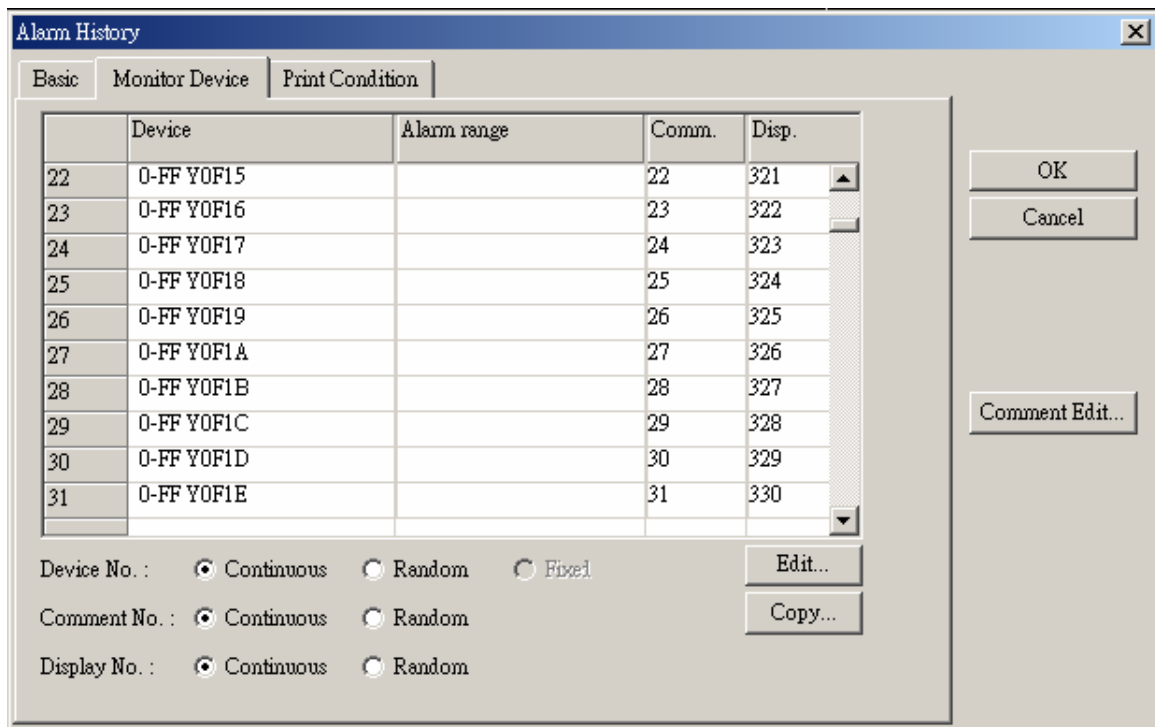 Alarm History
Basic Monitor Device Print Condition
Device Alarm range Comm. Disp.
22 0-FF Y0F15 22 321
23 0-FF Y0F16 23 322
24 0-FF Y0F17 24 323
25 0-FF Y0F18 25 324
26 0-FF Y0F19 26 325
27 0-FF Y0F1A 27 326
28 0-FF Y0F1B 28 327
29 0-FF Y0F1C 29 328
30 0-FF Y0F1D 30 329
31 0-FF Y0F1E 31 330
OK
Cancel
Comment Edit...
Device No. : Continuous Random Fixed Edit...
Comment No. : Continuous Random Copy...
Display No. : Continuous Random